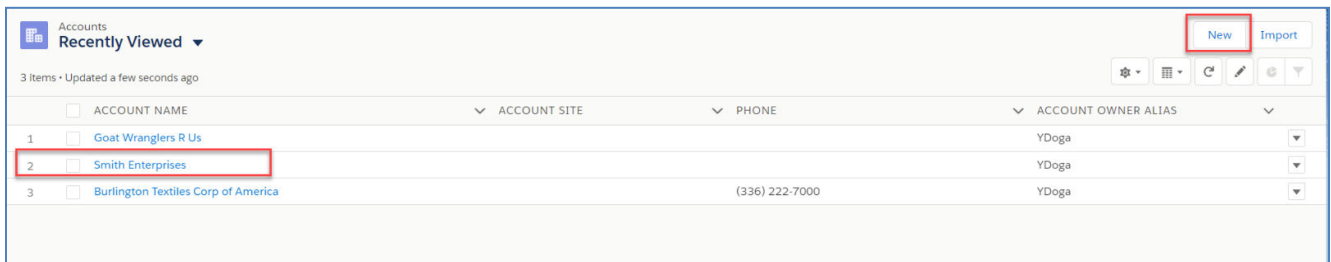 Accounts
Recently Viewed
New Import
3 items • Updated a few seconds ago
ACCOUNT NAME ACCOUNT SITE PHONE ACCOUNT OWNER ALIAS
1 Goat Wranglers R Us YDoga
2 Smith Enterprises YDoga
3 Burlington Textiles Corp of America (336) 222-7000 YDoga